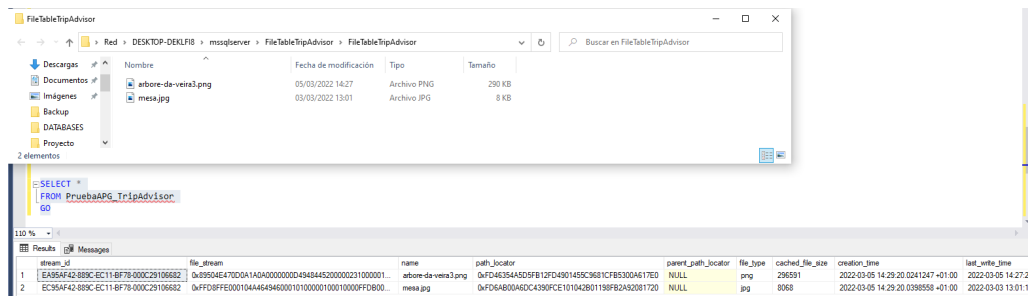 FileTableTripAdvisor
Red > DESKTOP-DEKLFI8 > mssqlserver > FileTableTripAdvisor > FileTableTripAdvisor
Buscar en FileTableTripAdvisor
Descargas
Documentos
Imágenes
Backup
DATABASES
Proyecto
Nombre Fecha de modificación Tipo Tamaño
arbore-da-veira3.png 05/03/2022 14:27 Archivo PNG 290 KB
mesa.jpg 03/03/2022 13:01 Archivo JPG 8 KB
2 elementos
SELECT *
FROM PruebaAPG_TripAdvisor
GO
110 %
Results Messages
stream_id file_stream name path_locator parent_path_locator file_type cached_file_size creation_time last_write_time
1 EA95AF42-889C-EC11-BF78-000C29106682 0x89504E470D0A1A0A0000000D49484452000000231000001... arbore-da-veira3.png 0xFD46354A5D5FB12FD4901455C9681CFB5300A617E0 NULL png 296591 2022-03-05 14:29:20.0241247 +01:00 2022-03-05 14:27:2
2 EC95AF42-889C-EC11-BF78-000C29106682 0xFFD8FFE000104A46494600010100000100010000FFDB00... mesa.jpg 0xFD6AB00A6DC4390FCE101042B01198FB2A92081720 NULL jpg 8068 2022-03-05 14:29:20.0398558 +01:00 2022-03-03 13:01:1